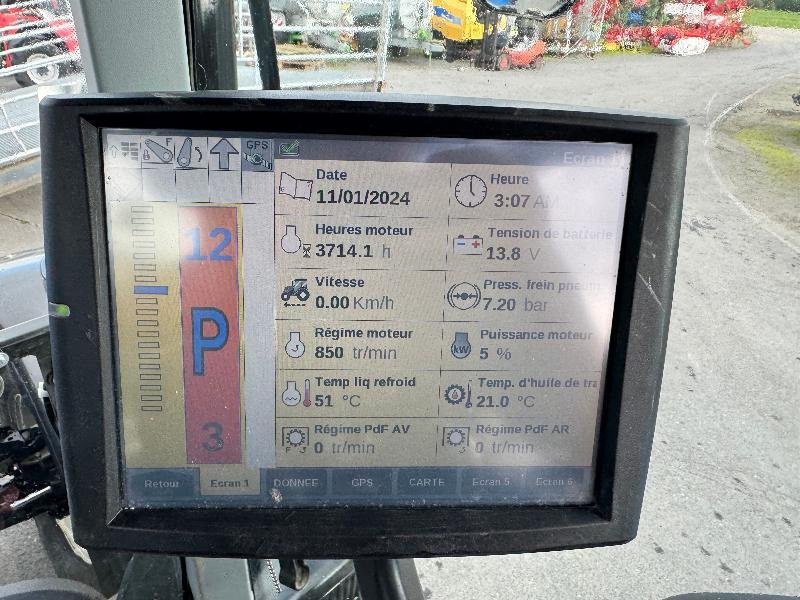 GPS
Ecran 1
F
12
P
3
Date
11/01/2024
Heure
3:07 AM
Heures moteur
3714.1 h
Tension de batterie
13.8 V
Vitesse
0.00 Km/h
Press. frein pneum
7.20 bar
Régime moteur
850 tr/min
Puissance moteur
kW
5 %
Temp liq refroid
51 °C
Temp. d'huile de tra
21.0 °C
Régime PdF AV
F
0 tr/min
Régime PdF AR
0 tr/min
Retour
Ecran 1
DONNEE
GPS
CARTE
Ecran 5
Ecran 6